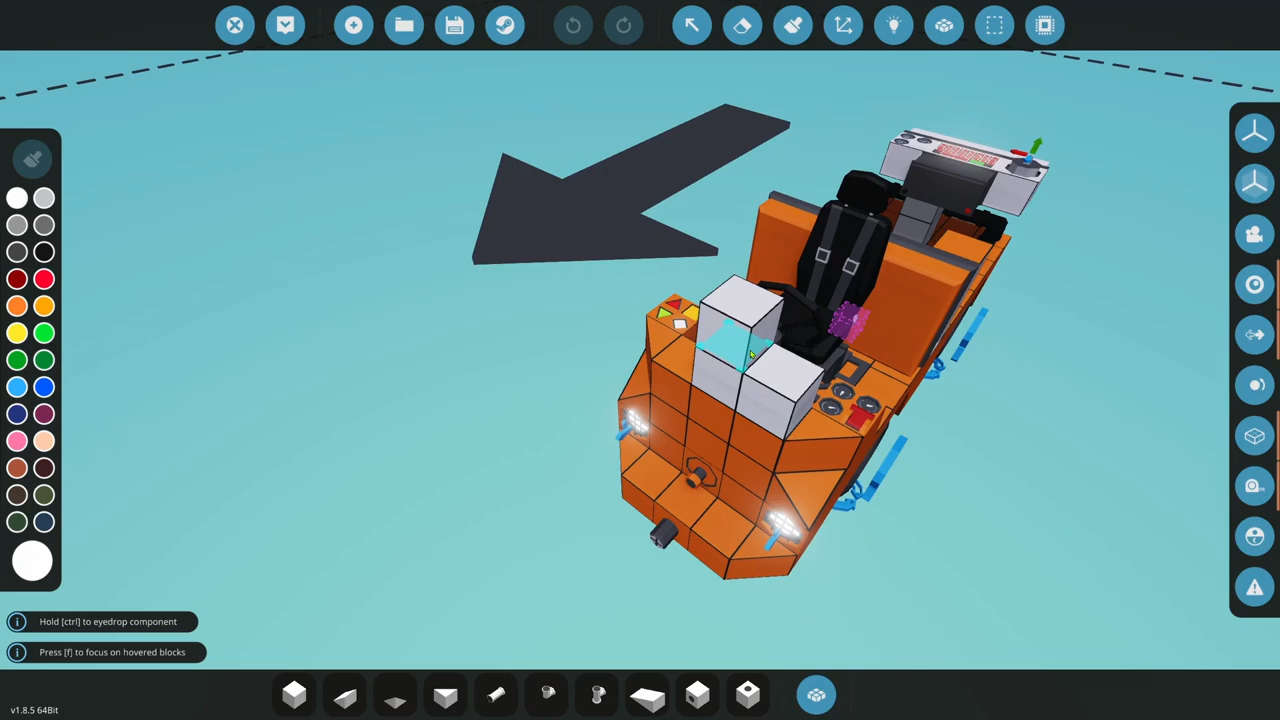 Hold [ctrl] to eyedrop component
Press [f] to focus on hovered blocks
v1.8.5 64Bit